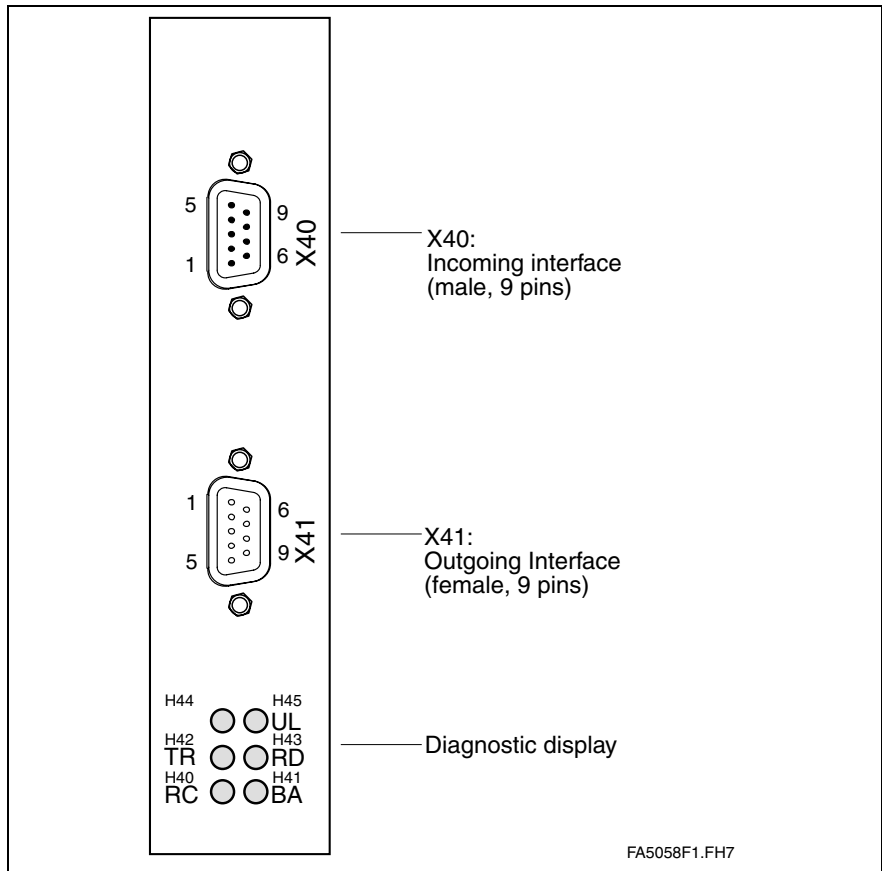 5
9
X40
1
6
X40:
Incoming interface
(male, 9 pins)
1
6
X41
5
9
X41:
Outgoing Interface
(female, 9 pins)
H44
H45
UL
H42
H43
TR
RD
Diagnostic display
H40
H41
RC
BA
FA5058F1.FH7